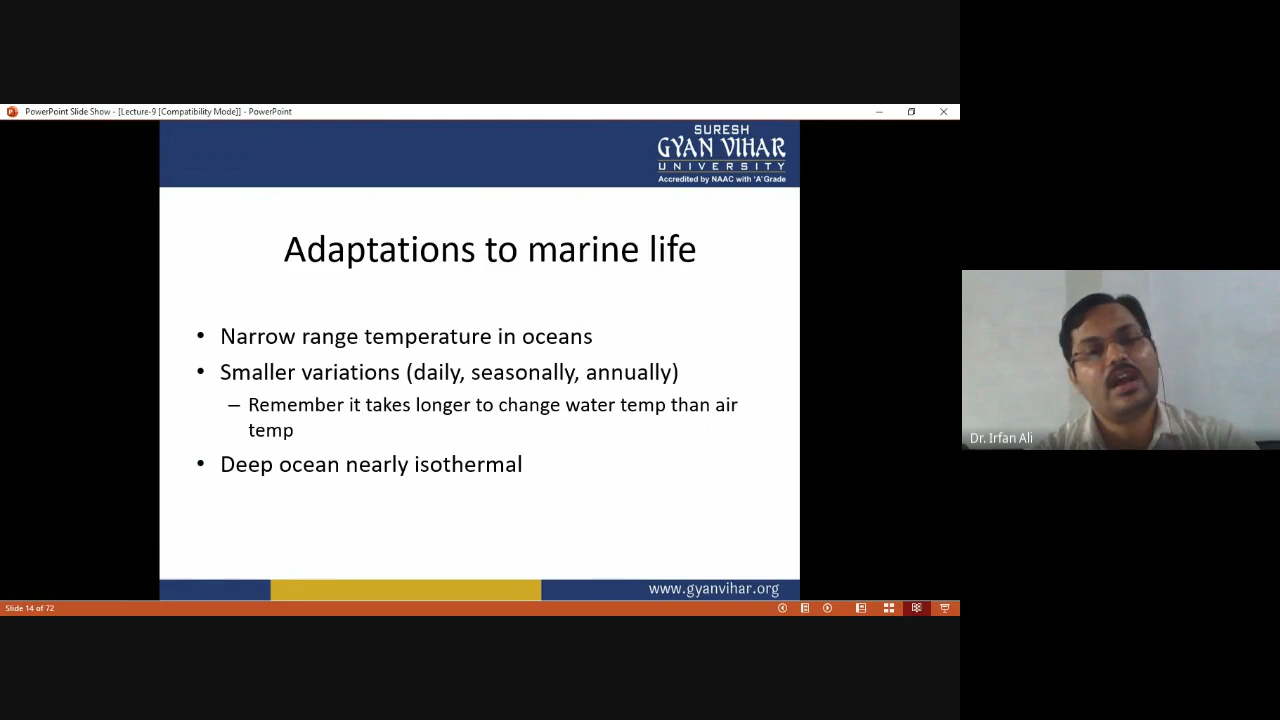 PowerPoint Slide Show - [Lecture-9 [Compatibility Mode]] - PowerPoint
SURESH
GYAN VIHAR
UNIVERSITY
Accredited by NAAC with 'A' Grade
Adaptations to marine life
• Narrow range temperature in oceans
• Smaller variations (daily, seasonally, annually)
– Remember it takes longer to change water temp than air
temp
• Deep ocean nearly isothermal
Dr. Irfan Ali
www.gyanvihar.org
Slide 14 of 72